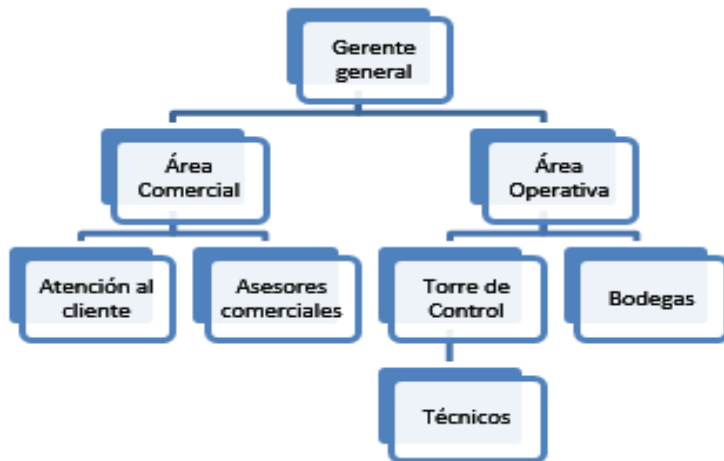 Gerente
general
Área
Comercial
Área
Operativa
Atención al
cliente
Asesores
comerciales
Torre de
Control
Bodegas
Técnicos